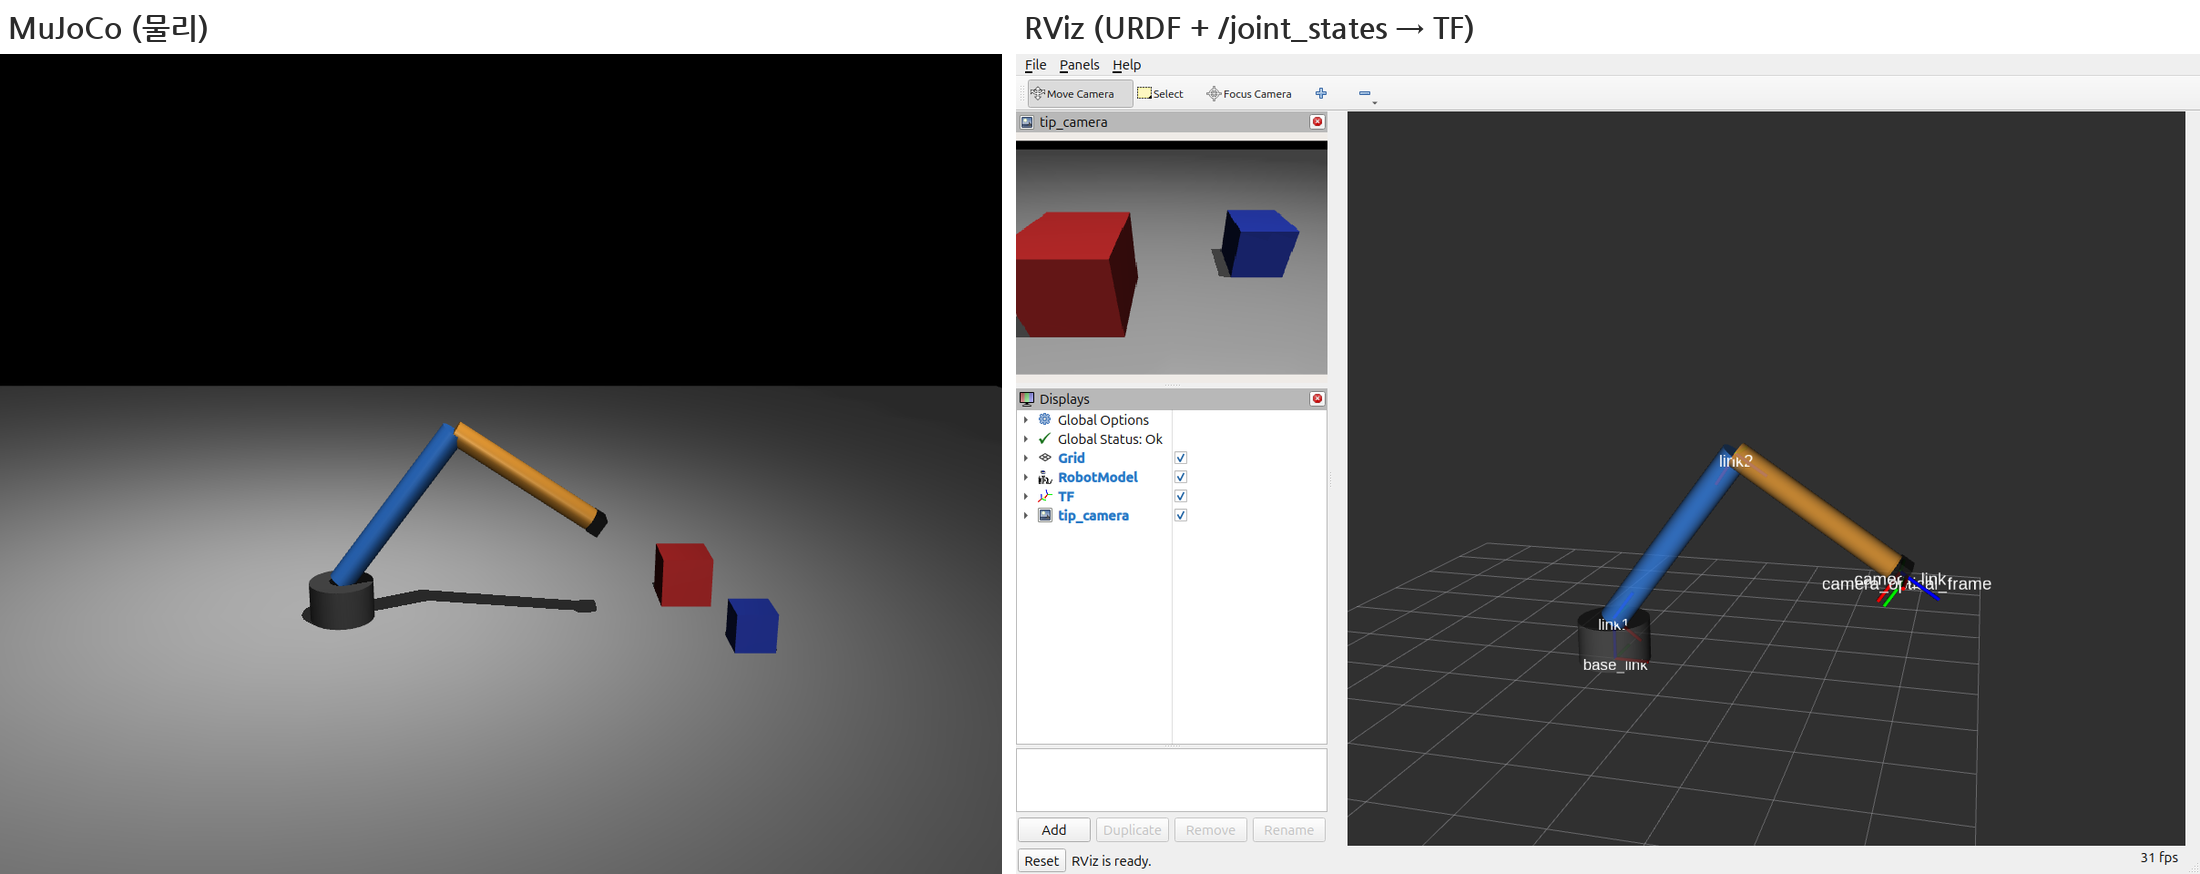 MuJoCo (물리)
RViz (URDF + /joint_states → TF)
File Panels Help
Move Camera Select Focus Camera
tip_camera
Displays
Global Options
Global Status: Ok
Grid
RobotModel
TF
tip_camera
link2
link1
base_link
camera_link
camera_optical_frame
Add Duplicate Remove Rename
Reset RViz is ready.
31 fps